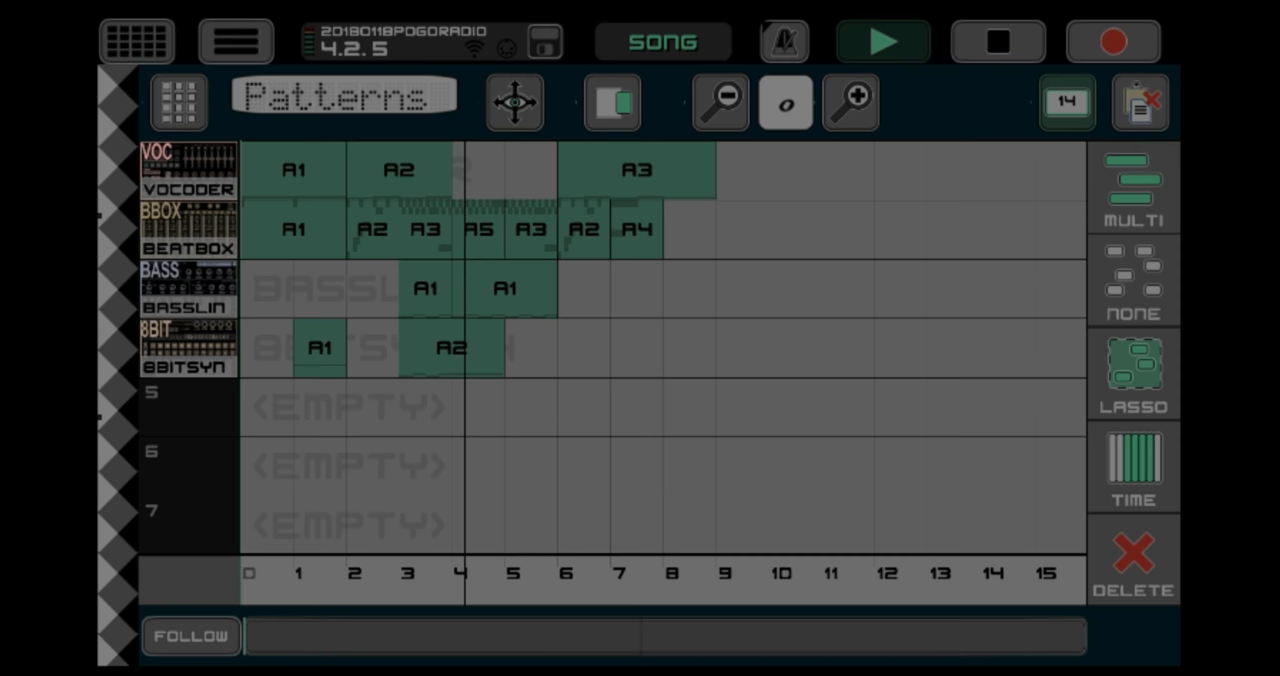 20180118POGORADIO
4.2.5
SONG
Patterns
14
VOC
VOCODER
A1 A2 A3
BBOX
BEATBOX
A1 A2 A3 A5 A3 A2 A4
BASS
BASSLIN
BASSL
A1 A1
8BIT
8BITSYN
A1 A2
5
<EMPTY>
6
<EMPTY>
7
<EMPTY>
0 1 2 3 4 5 6 7 8 9 10 11 12 13 14 15
FOLLOW
MULTI
NONE
LASSO
TIME
DELETE